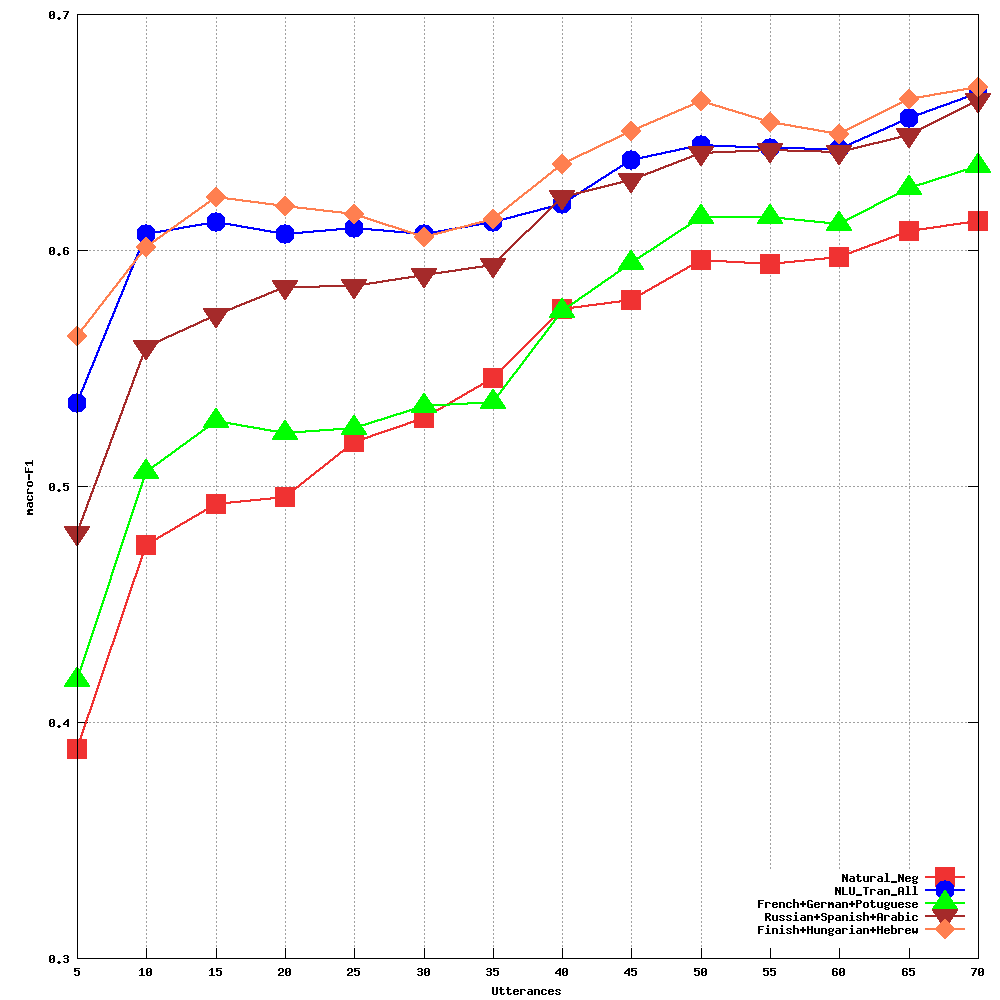 0.7
0.6
0.5
0.4
0.3
macro-F1
5 10 15 20 25 30 35 40 45 50 55 60 65 70
Utterances
Natural_Neg
NLU_Tran_All
French+German+Potuguese
Russian+Spanish+Arabic
Finish+Hungarian+Hebrew